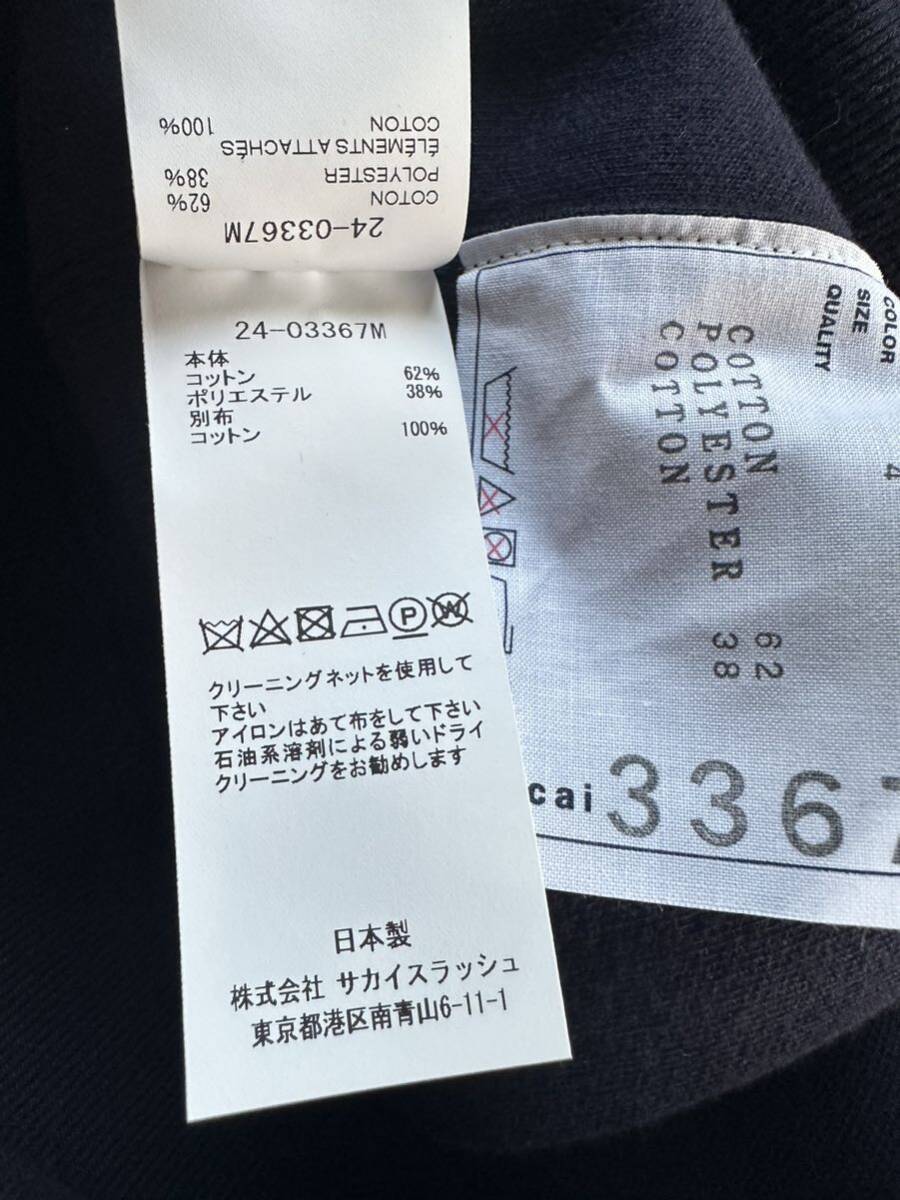 24-03367M
COTON 62%
POLYESTER 38%
ÉLÉMENTS ATTACHÉS
COTON 100%
24-03367M
本体
コットン 62%
ポリエステル 38%
別布
コットン 100%
P W
クリーニングネットを使用して
下さい
アイロンはあて布をして下さい
石油系溶剤による弱いドライ
クリーニングをお勧めします
日本製
株式会社 サカイスラッシュ
東京都港区南青山6-11-1
COLOR
SIZE 4
QUALITY
COTTON 62
POLYESTER 38
COTTON
cai 3367